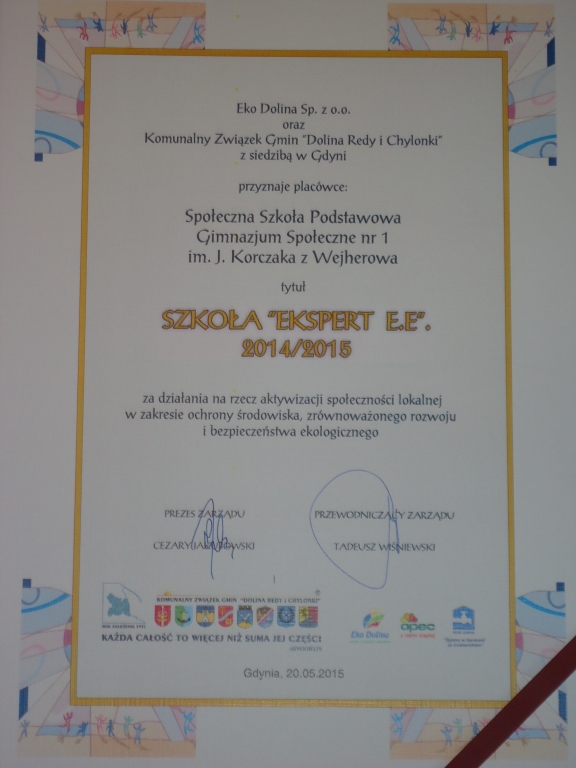 Eko Dolina Sp. z o.o.
oraz
Komunalny Związek Gmin "Dolina Redy i Chylonki"
z siedzibą w Gdyni
przyznaje placówce:
Społeczna Szkoła Podstawowa
Gimnazjum Społeczne nr 1
im. J. Korczaka z Wejherowa
tytuł
SZKOŁA "EKSPERT E.E".
2014/2015
za działania na rzecz aktywizacji społeczności lokalnej
w zakresie ochrony środowiska, zrównoważonego rozwoju
i bezpieczeństwa ekologicznego
PREZES ZARZĄDU
CEZARY
PRZEWODNICZĄCY ZARZĄDU
TADEUSZ WIŚNIEWSKI
KOMUNALNY ZWIĄZEK GMIN "DOLINA REDY I CHYLONKI"
KAŻDA CAŁOŚĆ TO WIĘCEJ NIŻ SUMA JEJ CZĘŚCI
Eko Dolina
opec
Gdynia, 20.05.2015